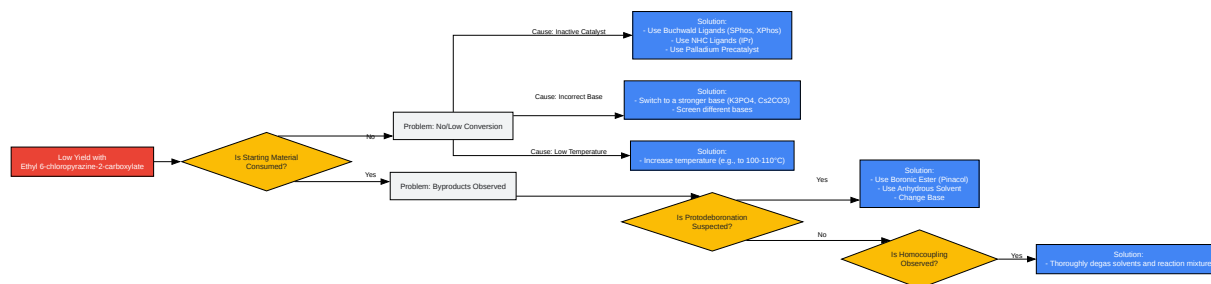 Solution:
- Use Buchwald Ligands (SPhos, XPhos)
- Use NHC Ligands (IPr)
- Use Palladium Precatalyst
Cause: Inactive Catalyst
Solution:
- Switch to a stronger base (K3PO4, Cs2CO3)
- Screen different bases
Cause: Incorrect Base
Problem: No/Low Conversion
No
Low Yield with
Ethyl 6-chloropyrazine-2-carboxylate
Is Starting Material
Consumed?
Cause: Low Temperature
Solution:
- Increase temperature (e.g., to 100-110°C)
Yes
Problem: Byproducts Observed
Yes
Solution:
- Use Boronic Ester (Pinacol)
- Use Anhydrous Solvent
- Change Base
Is Protodeboronation
Suspected?
No
Is Homocoupling
Observed?
Yes
Solution:
- Thoroughly degas solvents and reaction mixture